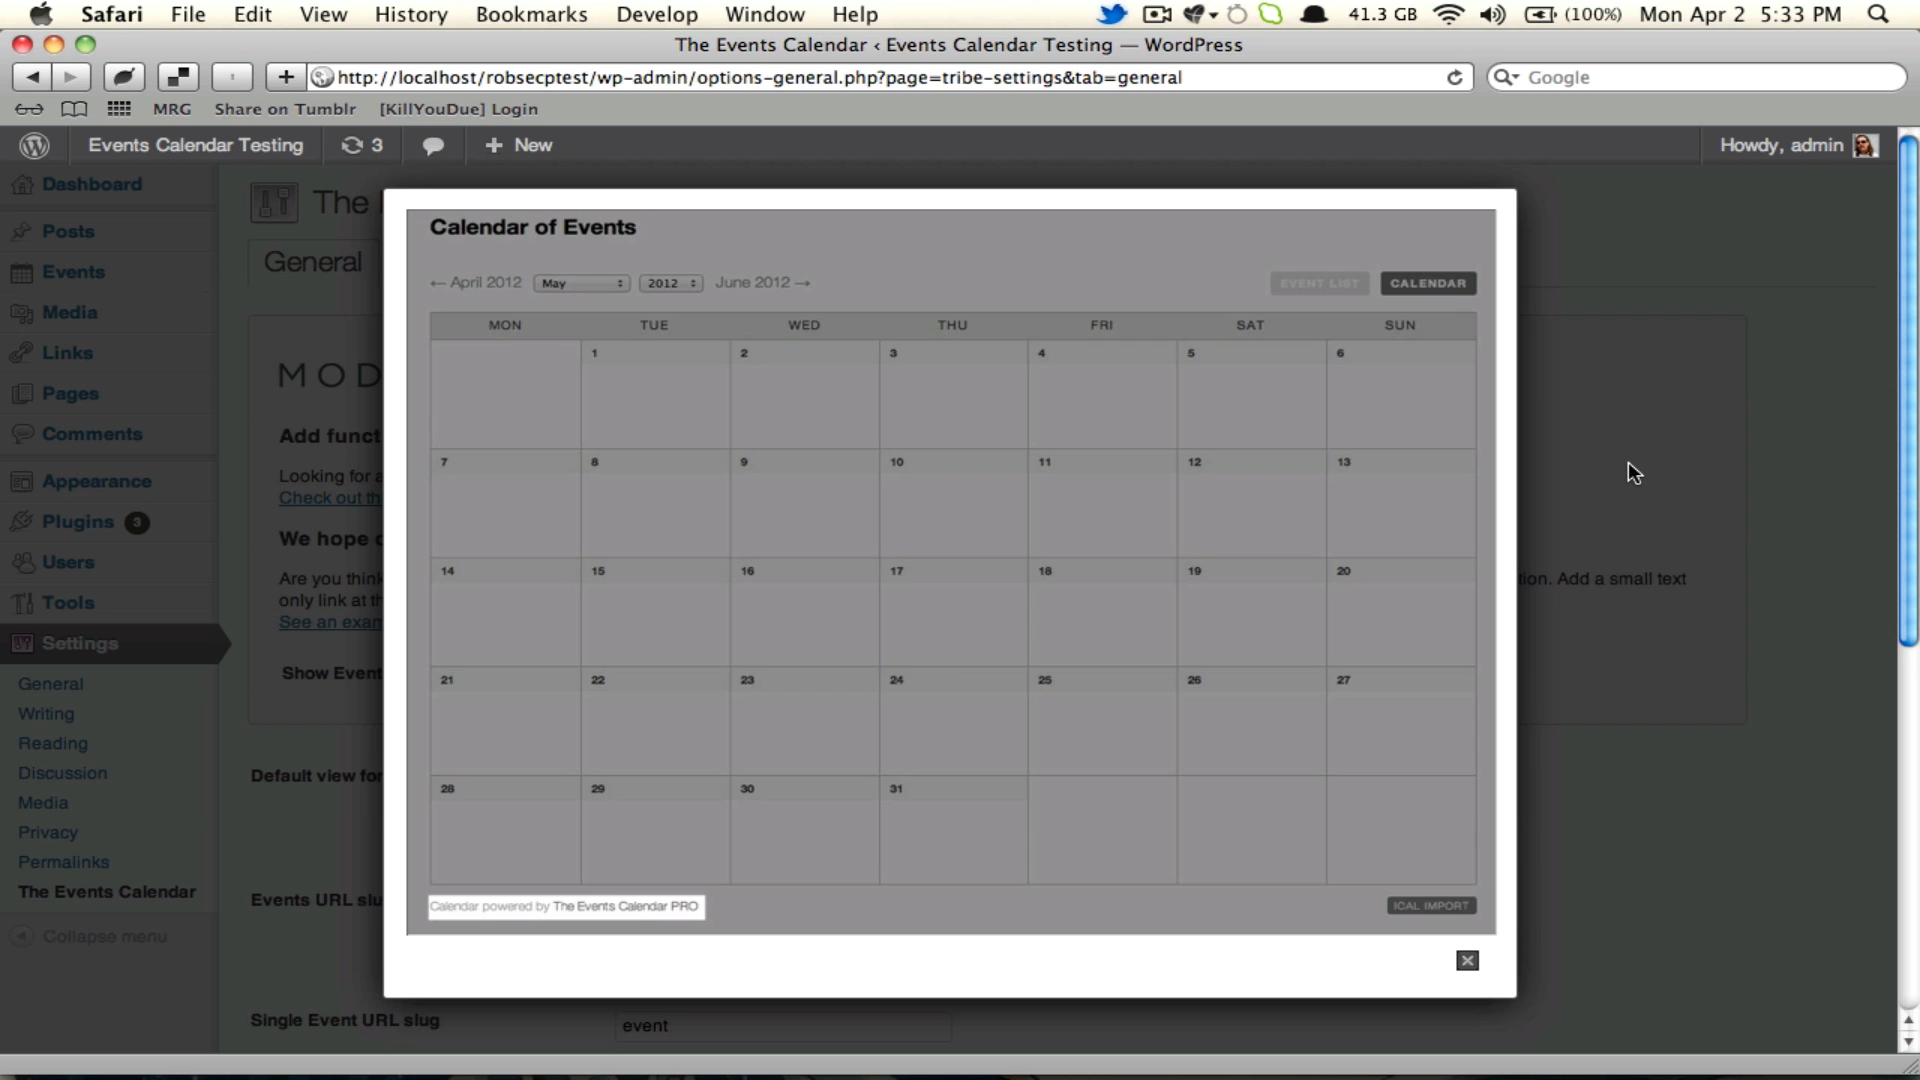 Safari File Edit View History Bookmarks Develop Window Help 41.3 GB (100%) Mon Apr 2 5:33 PM
The Events Calendar ‹ Events Calendar Testing — WordPress
http://localhost/robsecptest/wp-admin/options-general.php?page=tribe-settings&tab=general Google
MRG Share on Tumblr [KillYouDue] Login
Events Calendar Testing 3 + New Howdy, admin
Dashboard
Posts
Events
Media
Links
Pages
Comments
Appearance
Plugins 3
Users
Tools
Settings
General
Writing
Reading
Discussion
Media
Privacy
Permalinks
The Events Calendar
Collapse menu
The
General
MOD
Add funct
Looking for a
Check out th
We hope
Are you think
only link at th
See an exam
tion. Add a small text
Show Event
Default view for
Events URL slu
Single Event URL slug event
Calendar of Events
← April 2012 May 2012 June 2012 → EVENT LIST CALENDAR
MON TUE WED THU FRI SAT SUN
1 2 3 4 5 6
7 8 9 10 11 12 13
14 15 16 17 18 19 20
21 22 23 24 25 26 27
28 29 30 31
Calendar powered by The Events Calendar PRO ICAL IMPORT